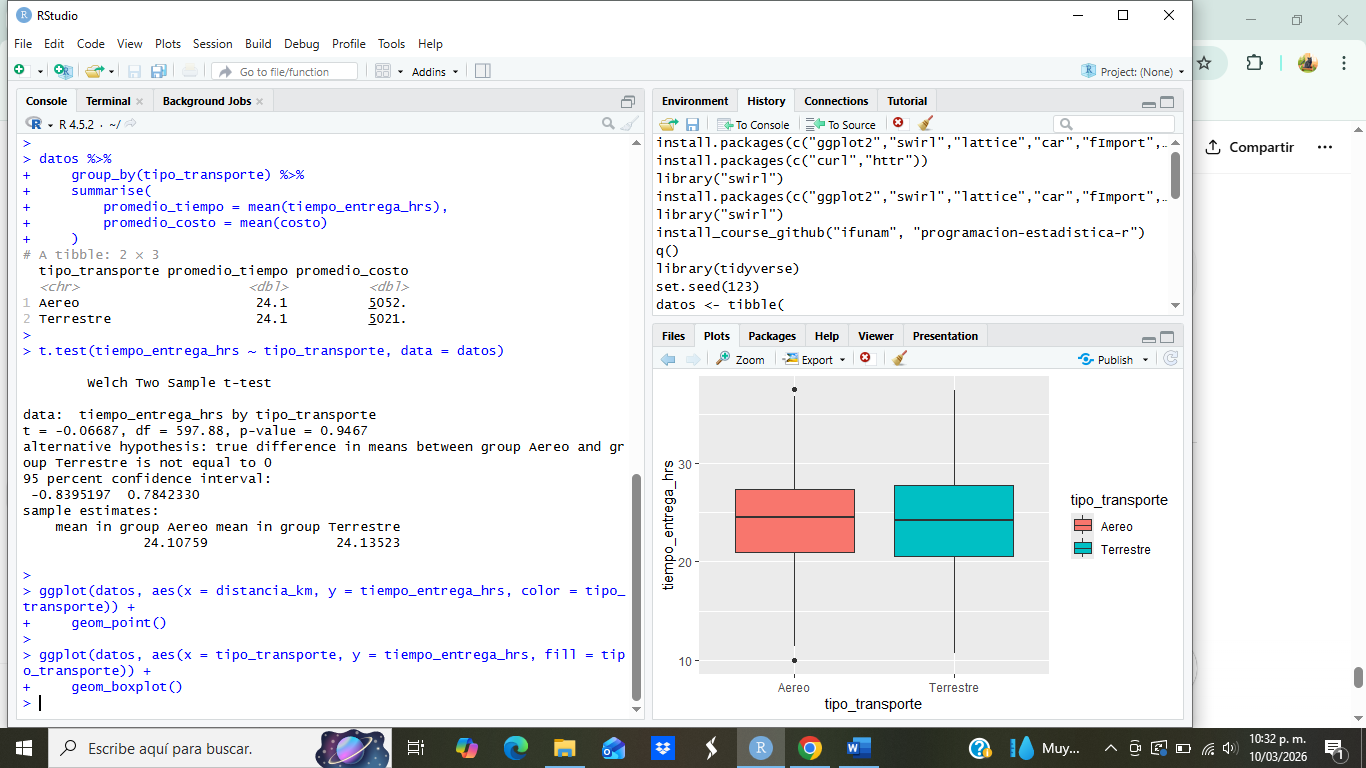 RStudio
File Edit Code View Plots Session Build Debug Profile Tools Help
Go to file/function Addins Project: (None)
Console Terminal Background Jobs
R 4.5.2 · ~/
>
> datos %>%
+ group_by(tipo_transporte) %>%
+ summarise(
+ promedio_tiempo = mean(tiempo_entrega_hrs),
+ promedio_costo = mean(costo)
+ )
# A tibble: 2 × 3
tipo_transporte promedio_tiempo promedio_costo
<chr> <dbl> <dbl>
1 Aereo 24.1 5052.
2 Terrestre 24.1 5021.
>
> t.test(tiempo_entrega_hrs ~ tipo_transporte, data = datos)
Welch Two Sample t-test
data: tiempo_entrega_hrs by tipo_transporte
t = -0.06687, df = 597.88, p-value = 0.9467
alternative hypothesis: true difference in means between group Aereo and gr
oup Terrestre is not equal to 0
95 percent confidence interval:
-0.8395197 0.7842330
sample estimates:
mean in group Aereo mean in group Terrestre
24.10759 24.13523
>
> ggplot(datos, aes(x = distancia_km, y = tiempo_entrega_hrs, color = tipo_
transporte)) +
+ geom_point()
>
> ggplot(datos, aes(x = tipo_transporte, y = tiempo_entrega_hrs, fill = tip
o_transporte)) +
+ geom_boxplot()
>
Environment History Connections Tutorial
To Console To Source
install.packages(c("ggplot2","swirl","lattice","car","fImport",…
install.packages(c("curl","httr"))
library("swirl")
install.packages(c("ggplot2","swirl","lattice","car","fImport",…
library("swirl")
install_course_github("ifunam", "programacion-estadistica-r")
q()
library(tidyverse)
set.seed(123)
datos <- tibble(
Files Plots Packages Help Viewer Presentation
Zoom Export Publish
tiempo_entrega_hrs
30
20
10
Aereo Terrestre
tipo_transporte
tipo_transporte
Aereo
Terrestre
Compartir
Escribe aquí para buscar.
Muy...
10:32 p. m.
10/03/2026
1